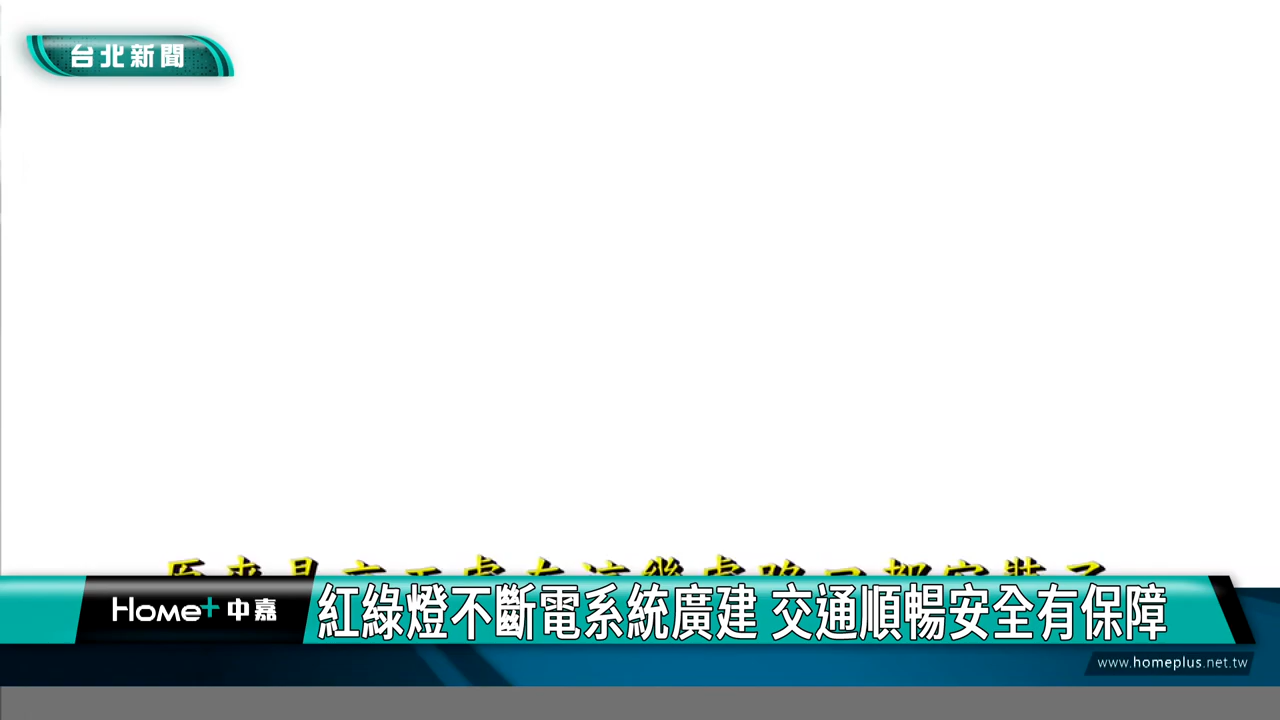 台北新聞
Home+ 中嘉
紅綠燈不斷電系統廣建 交通順暢安全有保障
www.homeplus.net.tw